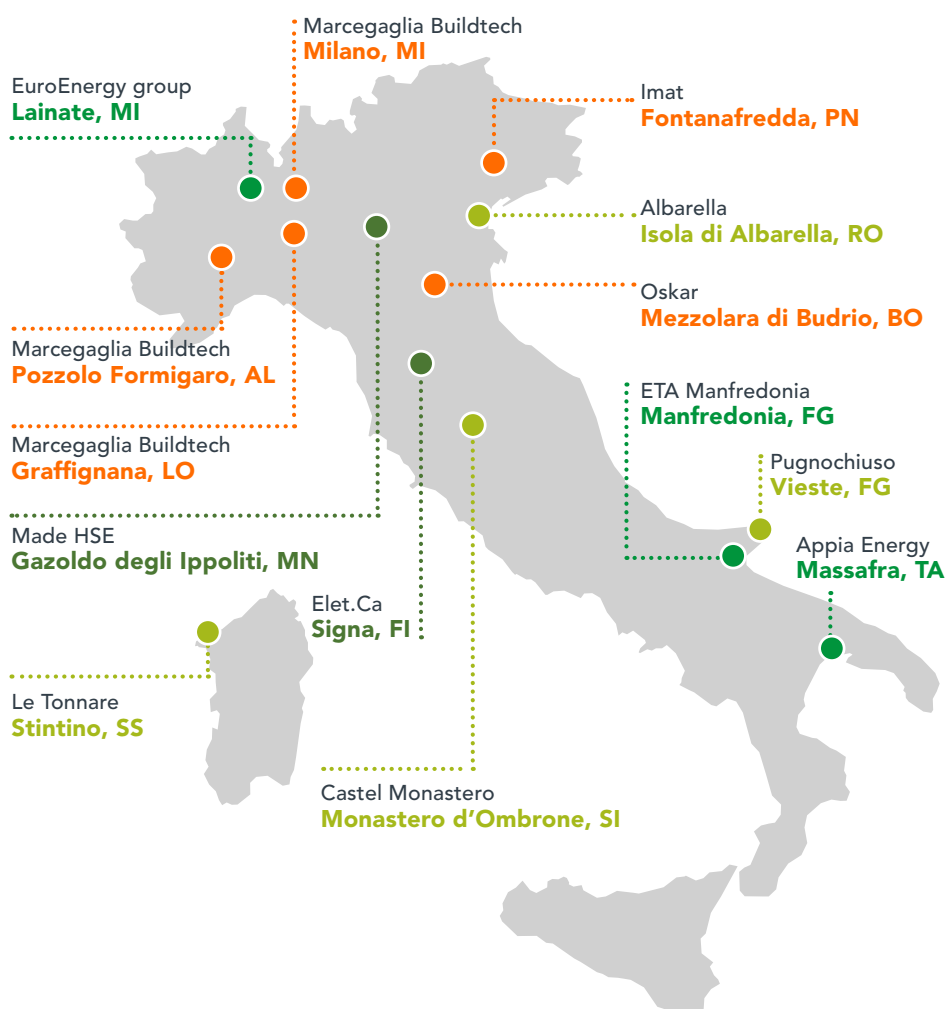 Marcegaglia Buildtech
Milano, MI
EuroEnergy group
Lainate, MI
Imat
Fontanafredda, PN
Albarella
Isola di Albarella, RO
Oskar
Mezzolara di Budrio, BO
Marcegaglia Buildtech
Pozzolo Formigaro, AL
ETA Manfredonia
Manfredonia, FG
Marcegaglia Buildtech
Graffignana, LO
Pugnochiuso
Vieste, FG
Made HSE
Gazoldo degli Ippoliti, MN
Appia Energy
Massafra, TA
Elet.Ca
Signa, FI
Le Tonnare
Stintino, SS
Castel Monastero
Monastero d’Ombrone, SI